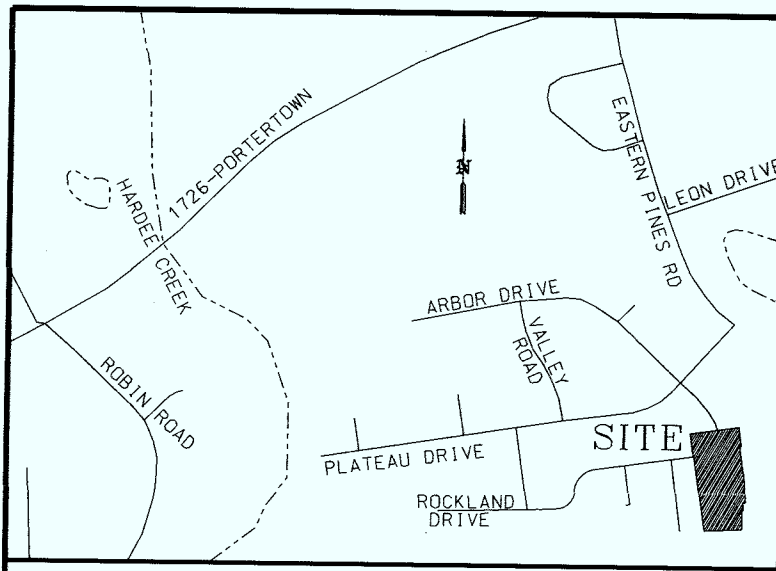 1726-PORTERTOWN
HARDEE CREEK
N
EASTERN PINES RD
LEON DRIVE
ARBOR DRIVE
VALLEY
ROAD
ROBIN ROAD
SITE
PLATEAU DRIVE
ROCKLAND
DRIVE